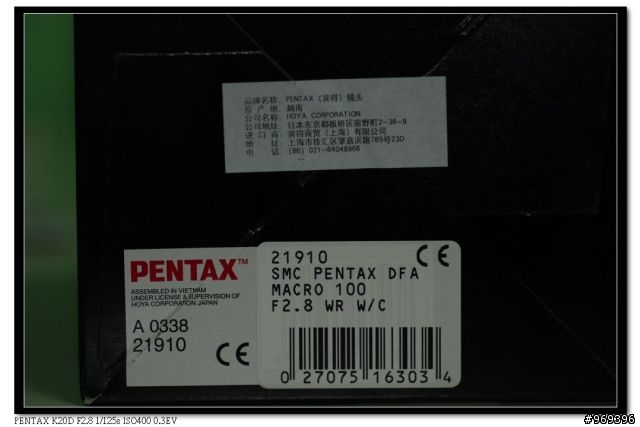 品牌名称: PENTAX (宾得) 镜头
原 产 地: 越南
公司名称: HOYA CORPORATION
公司地址: 日本东京都板桥区前野町2-36-9
进 口 商: 宾得商贸(上海)有限公司
地 址: 上海市徐汇区肇嘉浜路789号23D
电 话: (86) 021-64048866
PENTAX™
ASSEMBLED IN VIETNAM
UNDER LICENSE & SUPERVISION OF
HOYA CORPORATION JAPAN
A 0338
21910
CE
21910 CE
SMC PENTAX DFA
MACRO 100
F2.8 WR W/C
0 27075 16303 4
PENTAX K20D F2.8 1/125s ISO400 0.3EV
#969396